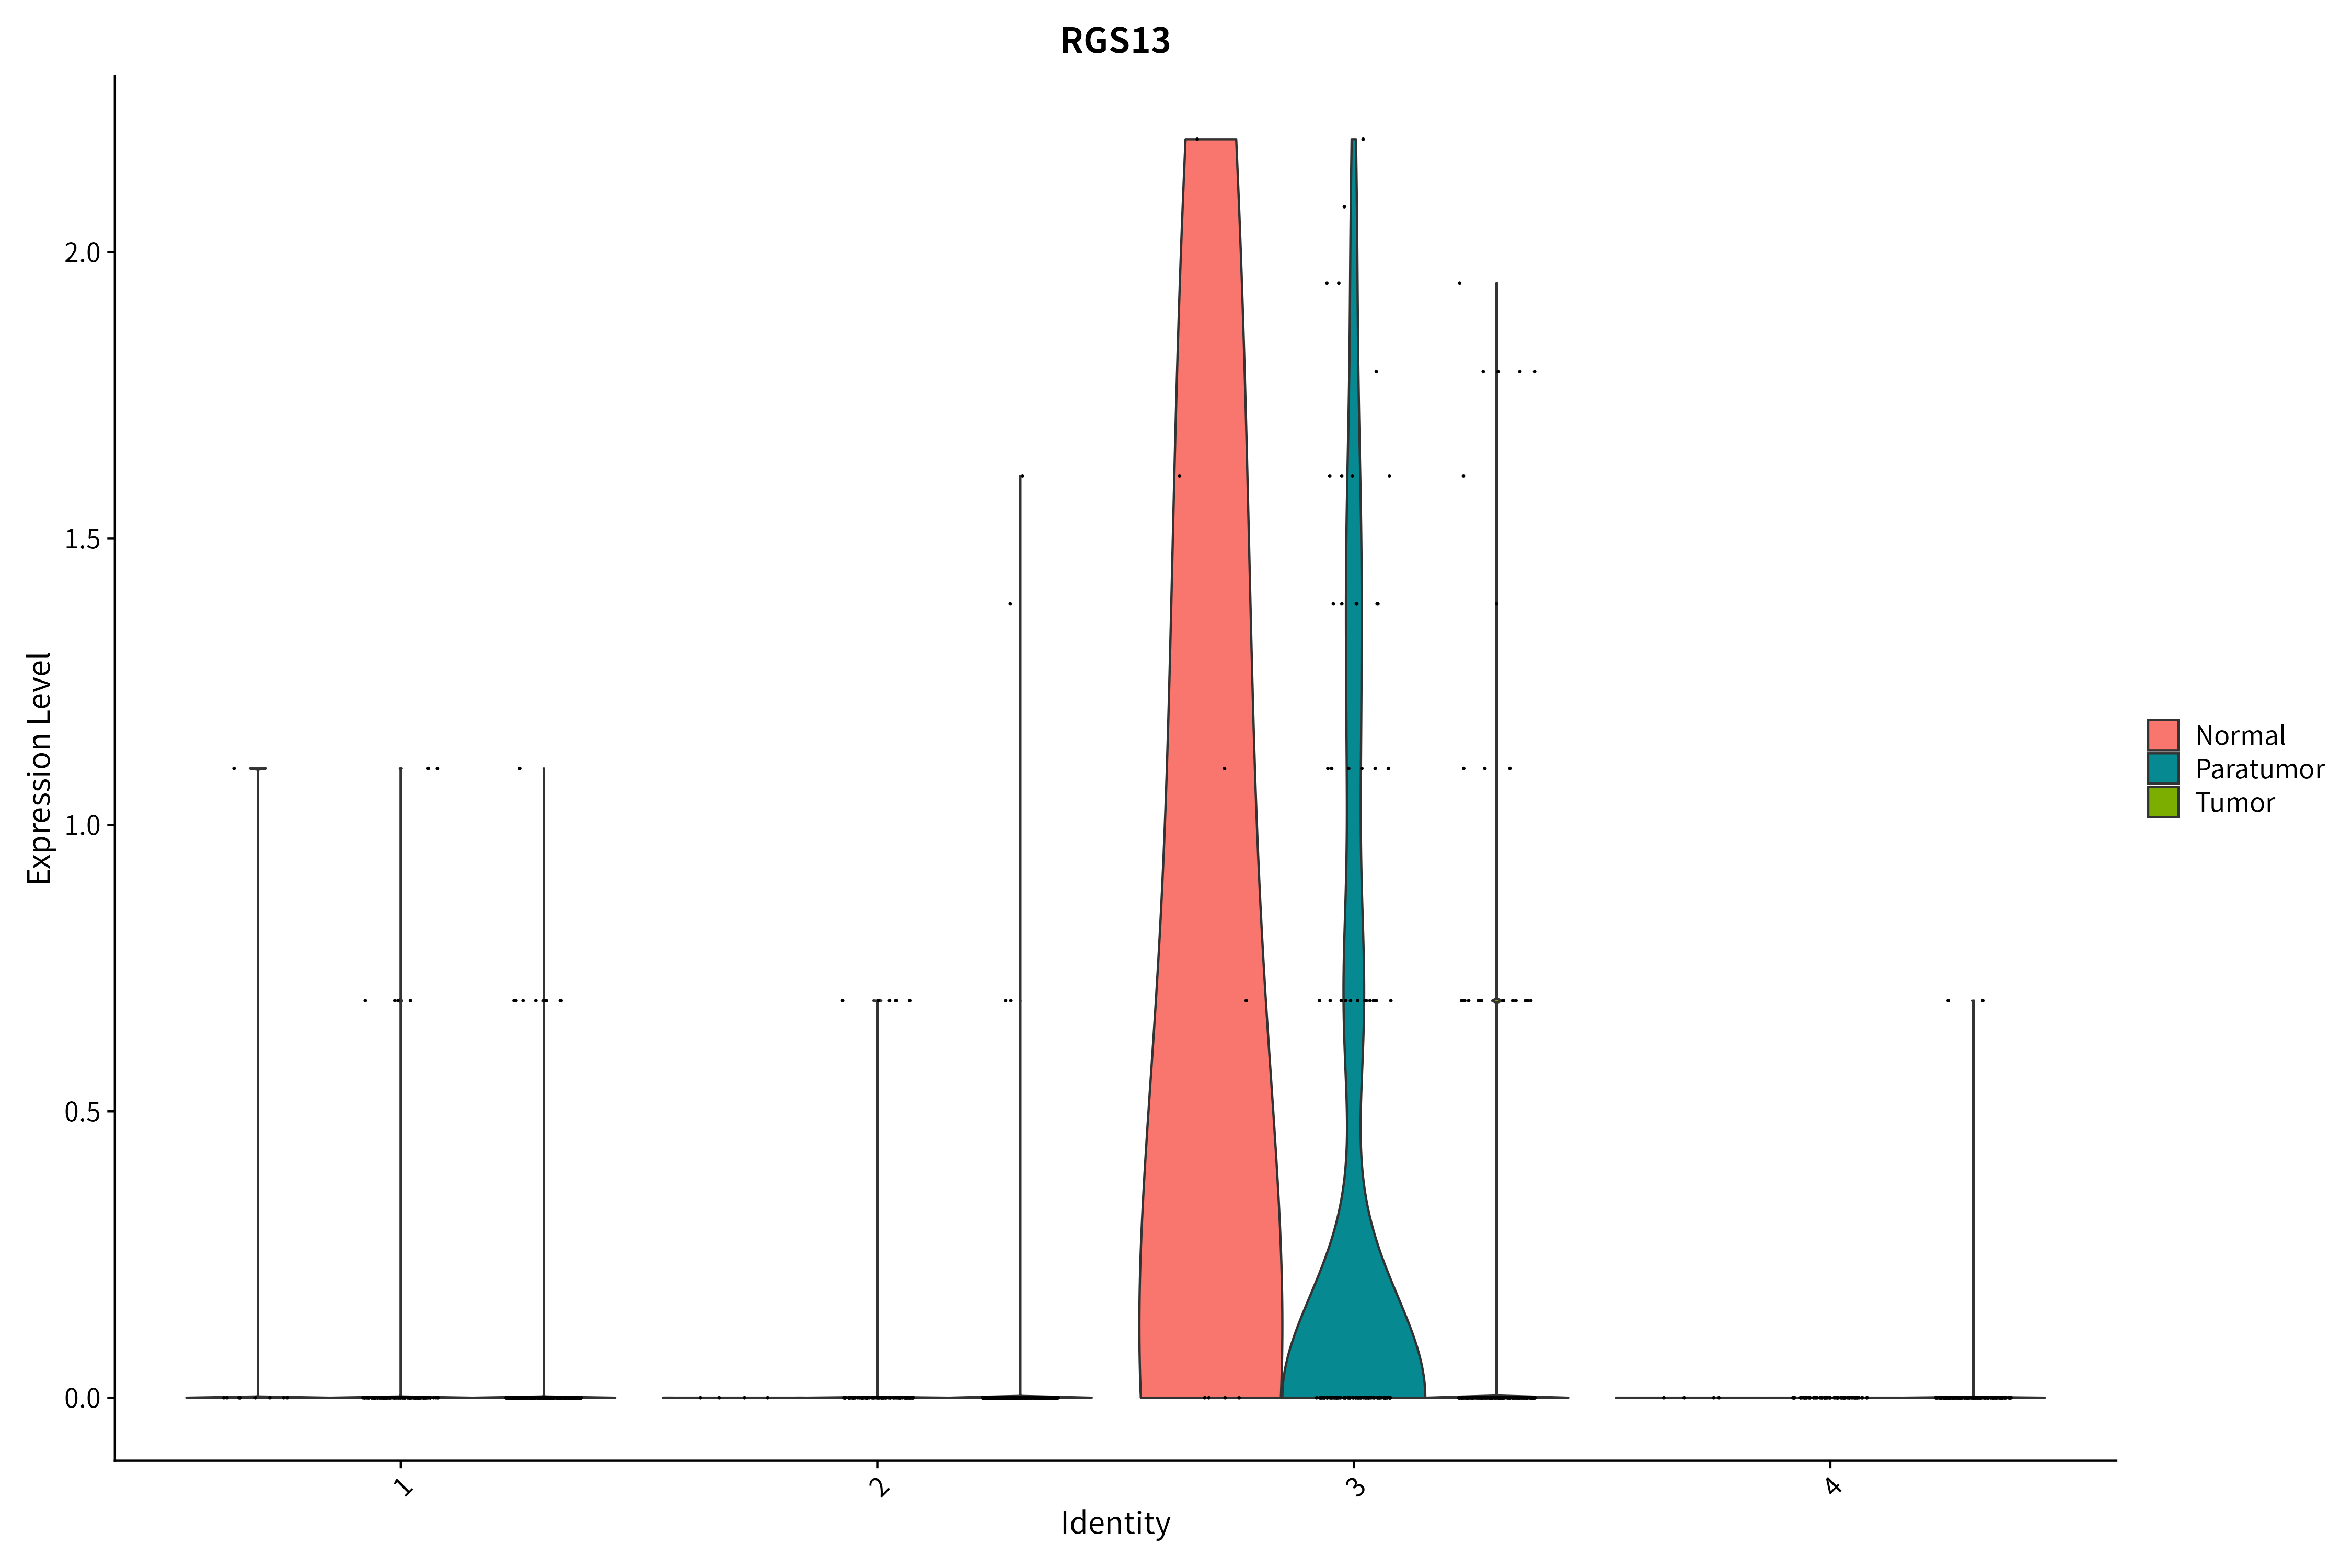 RGS13
Expression Level
2.0
1.5
1.0
0.5
0.0
1
2
3
4
Identity
Normal
Paratumor
Tumor